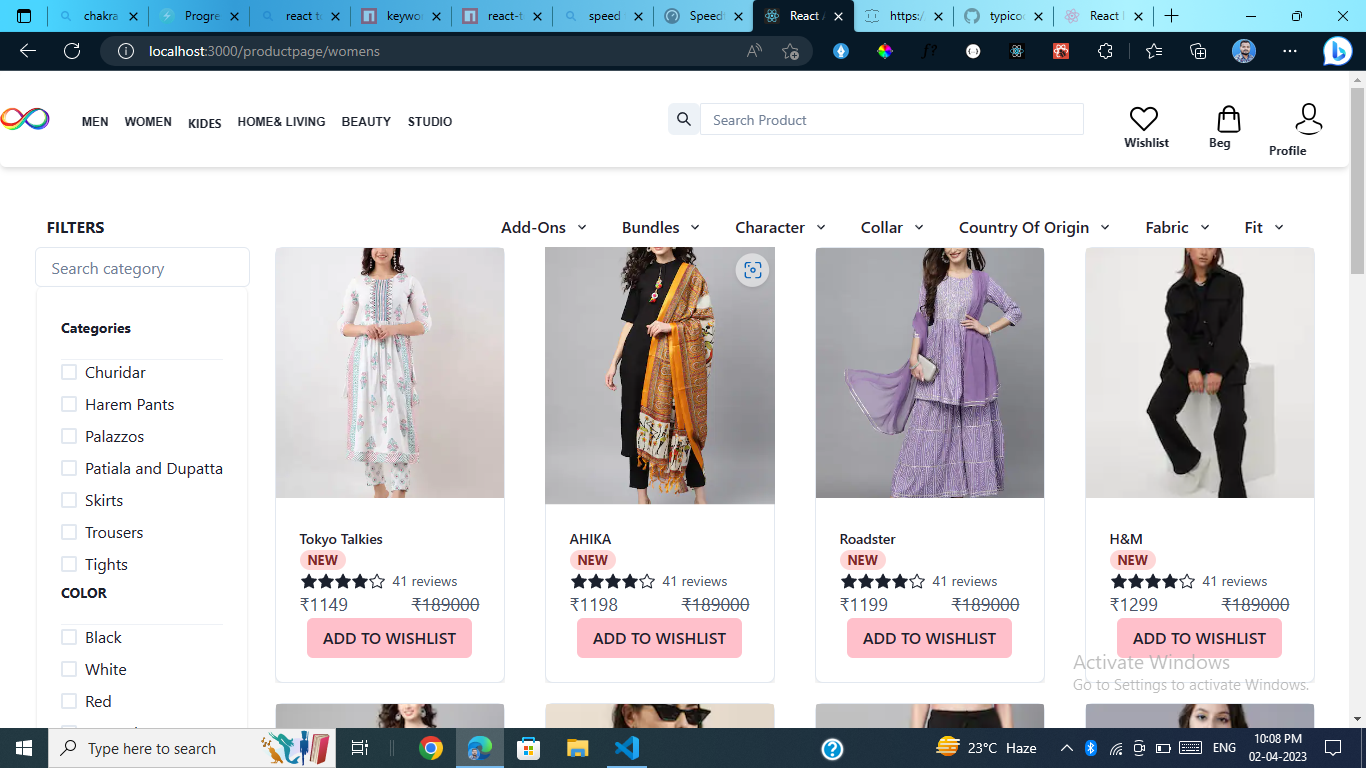 chakra
Progre
react ta
keywor
react-t
speed
Speedi
React
https:/
typico
React
localhost:3000/productpage/womens
MEN WOMEN KIDES HOME& LIVING BEAUTY STUDIO
Search Product
Wishlist
Beg
Profile
FILTERS
Add-Ons Bundles Character Collar Country Of Origin Fabric Fit
Search category
Categories
Churidar
Harem Pants
Palazzos
Patiala and Dupatta
Skirts
Trousers
Tights
COLOR
Black
White
Red
Tokyo Talkies
NEW
41 reviews
₹1149 ₹189000
ADD TO WISHLIST
AHIKA
NEW
41 reviews
₹1198 ₹189000
ADD TO WISHLIST
Roadster
NEW
41 reviews
₹1199 ₹189000
ADD TO WISHLIST
H&M
NEW
41 reviews
₹1299 ₹189000
ADD TO WISHLIST
Activate Windows
Go to Settings to activate Windows.
Type here to search
23°C Haze
ENG
10:08 PM
02-04-2023